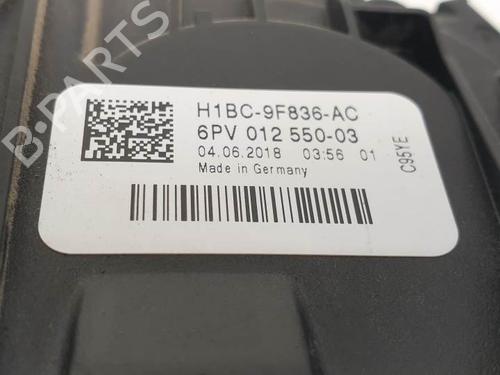 H1BC-9F836-AC
6PV 012 550-03
04.06.2018 03:56 01
Made in Germany
C95YE
B-PARTS